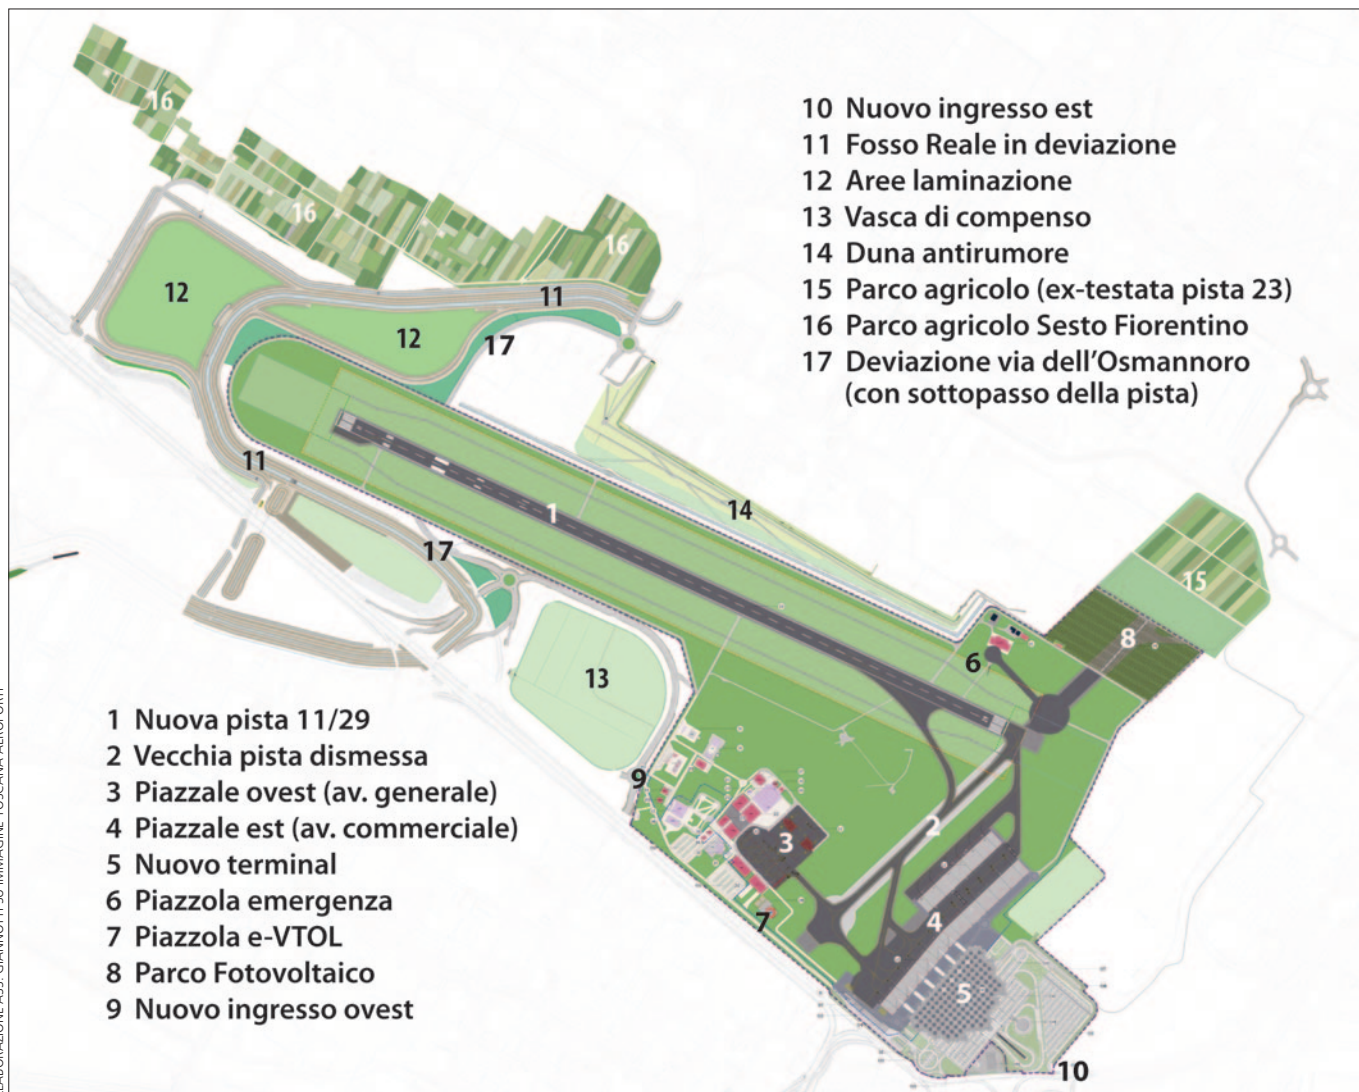 10 Nuovo ingresso est
11 Fosso Reale in deviazione
12 Aree laminazione
13 Vasca di compenso
14 Duna antirumore
15 Parco agricolo (ex-testata pista 23)
16 Parco agricolo Sesto Fiorentino
17 Deviazione via dell'Osmannoro
(con sottopasso della pista)
16
16
16
12
11
12
17
11
1
14
17
15
8
6
13
9
2
3
4
7
5
10
1 Nuova pista 11/29
2 Vecchia pista dismessa
3 Piazzale ovest (av. generale)
4 Piazzale est (av. commerciale)
5 Nuovo terminal
6 Piazzola emergenza
7 Piazzola e-VTOL
8 Parco Fotovoltaico
9 Nuovo ingresso ovest